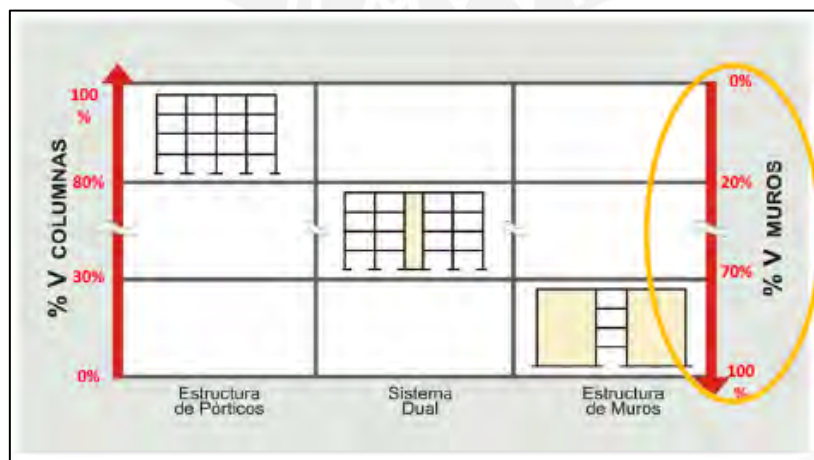 100
%
80%
30%
0%
% V COLUMNAS
0%
20%
70%
100
%
% V MUROS
Estructura
de Pórticos
Sistema
Dual
Estructura
de Muros